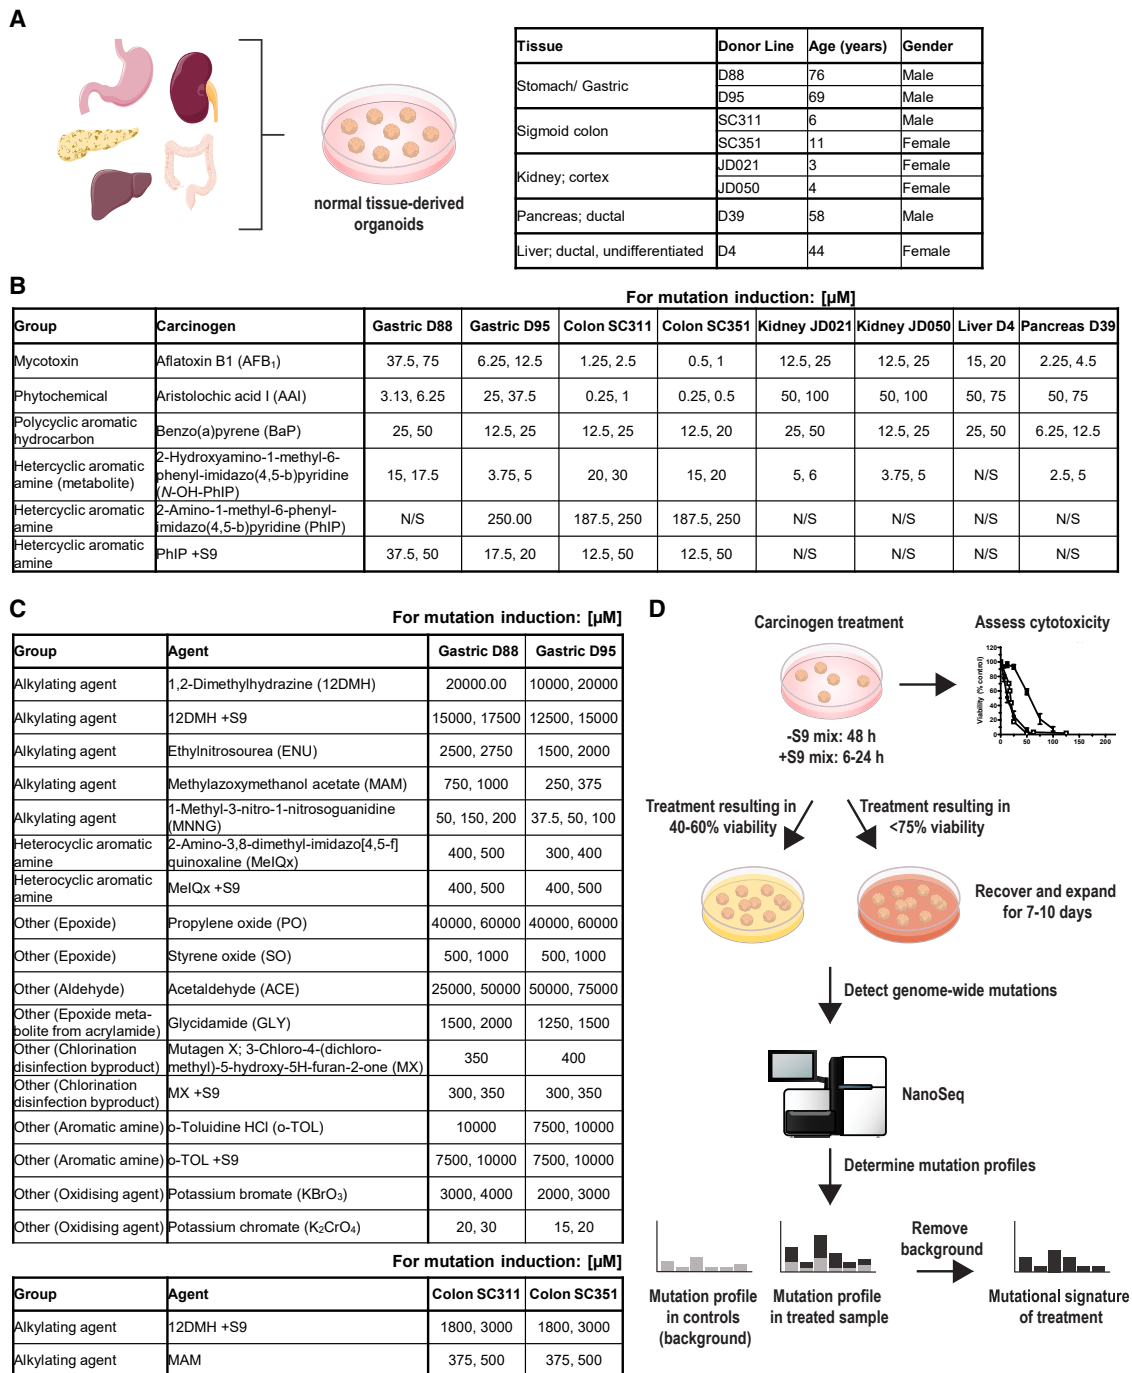 A
normal tissue-derived
organoids
Tissue Donor Line Age (years) Gender
Stomach/ Gastric D88 76 Male
D95 69 Male
Sigmoid colon SC311 6 Male
SC351 11 Female
Kidney; cortex JD021 3 Female
JD050 4 Female
Pancreas; ductal D39 58 Male
Liver; ductal, undifferentiated D4 44 Female
B
For mutation induction: [µM]
Group Carcinogen Gastric D88 Gastric D95 Colon SC311 Colon SC351 Kidney JD021 Kidney JD050 Liver D4 Pancreas D39
Mycotoxin Aflatoxin B1 (AFB₁) 37.5, 75 6.25, 12.5 1.25, 2.5 0.5, 1 12.5, 25 12.5, 25 15, 20 2.25, 4.5
Phytochemical Aristolochic acid I (AAI) 3.13, 6.25 25, 37.5 0.25, 1 0.25, 0.5 50, 100 50, 100 50, 75 50, 75
Polycyclic aromatic
hydrocarbon Benzo(a)pyrene (BaP) 25, 50 12.5, 25 12.5, 25 12.5, 20 25, 50 12.5, 25 25, 50 6.25, 12.5
Hetercyclic aromatic
amine (metabolite) 2-Hydroxyamino-1-methyl-6-
phenyl-imidazo(4,5-b)pyridine
(N-OH-PhIP) 15, 17.5 3.75, 5 20, 30 15, 20 5, 6 3.75, 5 N/S 2.5, 5
Hetercyclic aromatic
amine 2-Amino-1-methyl-6-phenyl-
imidazo(4,5-b)pyridine (PhIP) N/S 250.00 187.5, 250 187.5, 250 N/S N/S N/S N/S
Hetercyclic aromatic
amine PhIP +S9 37.5, 50 17.5, 20 12.5, 50 12.5, 50 N/S N/S N/S N/S
C
For mutation induction: [µM]
Group Agent Gastric D88 Gastric D95
Alkylating agent 1,2-Dimethylhydrazine (12DMH) 20000.00 10000, 20000
Alkylating agent 12DMH +S9 15000, 17500 12500, 15000
Alkylating agent Ethylnitrosourea (ENU) 2500, 2750 1500, 2000
Alkylating agent Methylazoxymethanol acetate (MAM) 750, 1000 250, 375
Alkylating agent 1-Methyl-3-nitro-1-nitrosoguanidine
(MNNG) 50, 150, 200 37.5, 50, 100
Heterocyclic aromatic
amine 2-Amino-3,8-dimethyl-imidazo[4,5-f]
quinoxaline (MeIQx) 400, 500 300, 400
Heterocyclic aromatic
amine MeIQx +S9 400, 500 400, 500
Other (Epoxide) Propylene oxide (PO) 40000, 60000 40000, 60000
Other (Epoxide) Styrene oxide (SO) 500, 1000 500, 1000
Other (Aldehyde) Acetaldehyde (ACE) 25000, 50000 50000, 75000
Other (Epoxide meta-
bolite from acrylamide) Glycidamide (GLY) 1500, 2000 1250, 1500
Other (Chlorination
disinfection byproduct) Mutagen X; 3-Chloro-4-(dichloro-
methyl)-5-hydroxy-5H-furan-2-one (MX) 350 400
Other (Chlorination
disinfection byproduct) MX +S9 300, 350 300, 350
Other (Aromatic amine) o-Toluidine HCl (o-TOL) 10000 7500, 10000
Other (Aromatic amine) o-TOL +S9 7500, 10000 7500, 10000
Other (Oxidising agent) Potassium bromate (KBrO₃) 3000, 4000 2000, 3000
Other (Oxidising agent) Potassium chromate (K₂CrO₄) 20, 30 15, 20
For mutation induction: [µM]
Group Agent Colon SC311 Colon SC351
Alkylating agent 12DMH +S9 1800, 3000 1800, 3000
Alkylating agent MAM 375, 500 375, 500
D
Carcinogen treatment
-S9 mix: 48 h
+S9 mix: 6-24 h
Assess cytotoxicity
Viability (% control)
120
100
80
60
40
20
0
0 50 100 150 200
Treatment resulting in
40-60% viability
Treatment resulting in
<75% viability
Recover and expand
for 7-10 days
Detect genome-wide mutations
NanoSeq
Determine mutation profiles
Remove
background
Mutation profile
in controls
(background)
Mutation profile
in treated sample
Mutational signature
of treatment